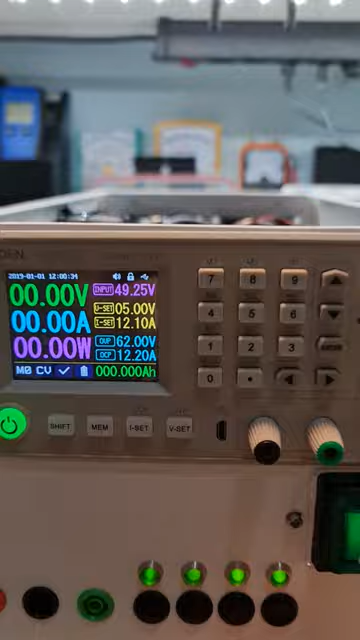 DEN
2019-01-01 12:00:34
00.00V INPUT 49.25V
U-SET 05.00V
00.00A I-SET 12.10A
00.00W OVP 62.00V
OCP 12.20A
M0 CV 000.000Ah
7 8 9
4 5 6
1 2 3
0 •
SHIFT MEM I-SET V-SET